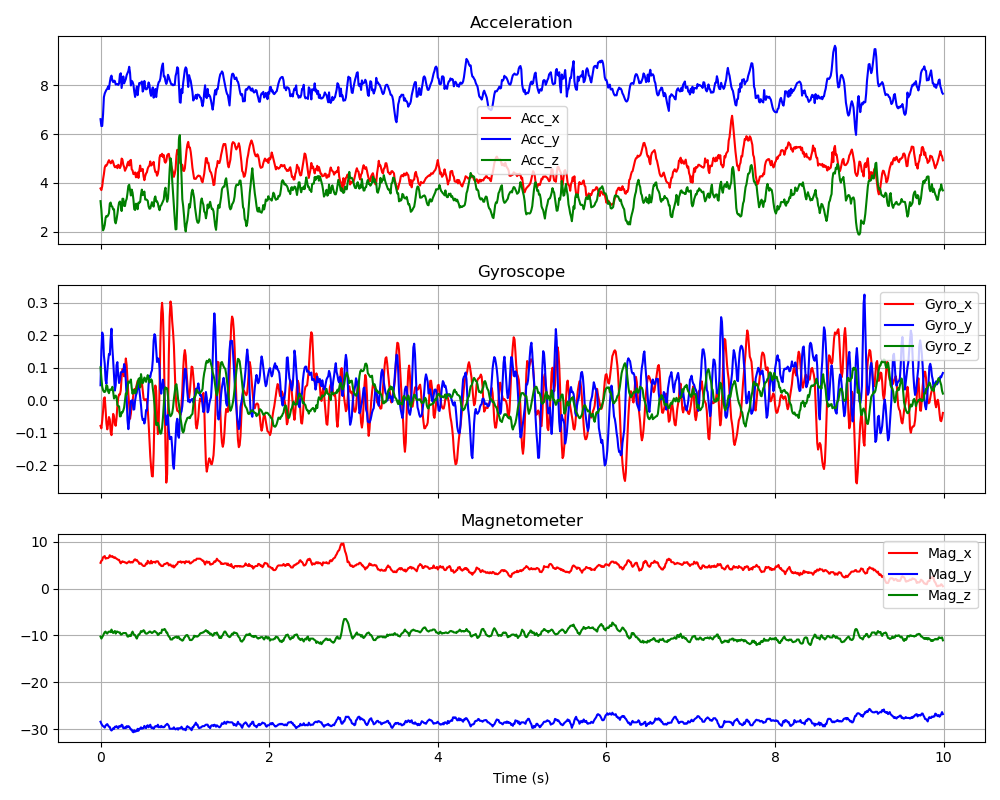 Acceleration
8
6
4
2
Acc_x
Acc_y
Acc_z
Gyroscope
0.3
0.2
0.1
0.0
−0.1
−0.2
Gyro_x
Gyro_y
Gyro_z
Magnetometer
10
0
−10
−20
−30
Mag_x
Mag_y
Mag_z
0 2 4 6 8 10
Time (s)